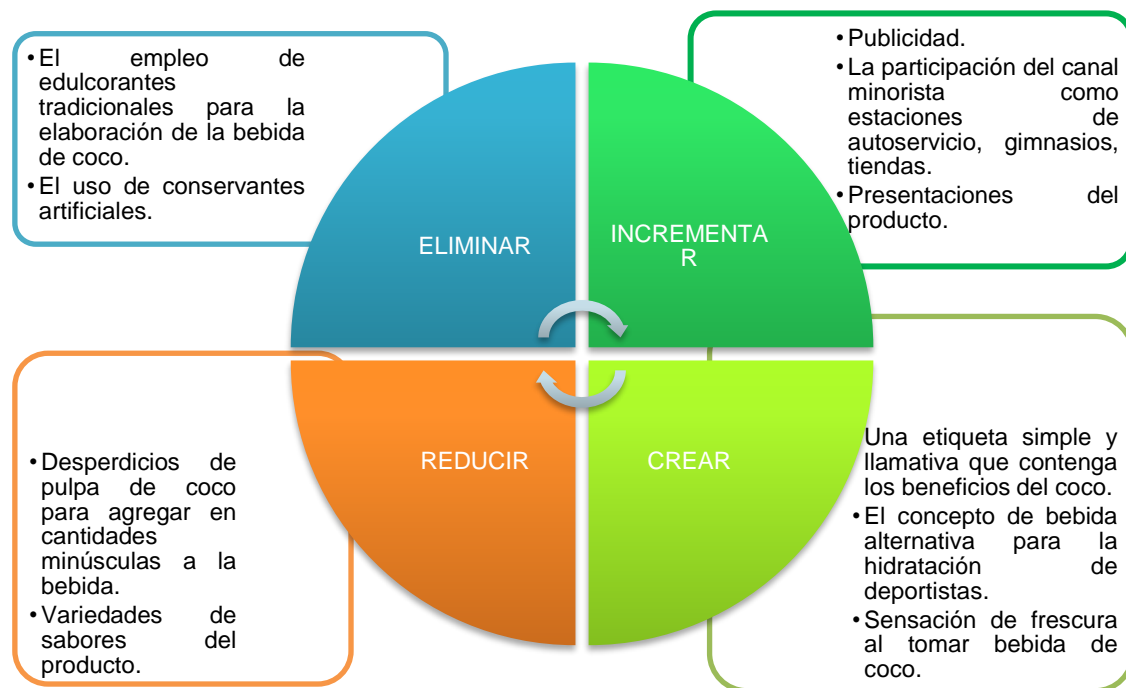 • El empleo de
edulcorantes
tradicionales para la
elaboración de la bebida
de coco.
• El uso de conservantes
artificiales.
• Publicidad.
• La participación del canal
minorista como
estaciones de
autoservicio, gimnasios,
tiendas.
• Presentaciones del
producto.
ELIMINAR
INCREMENTA
R
• Desperdicios de
pulpa de coco
para agregar en
cantidades
minúsculas a la
bebida.
• Variedades de
sabores del
producto.
REDUCIR
CREAR
Una etiqueta simple y
llamativa que contenga
los beneficios del coco.
• El concepto de bebida
alternativa para la
hidratación de
deportistas.
• Sensación de frescura
al tomar bebida de
coco.